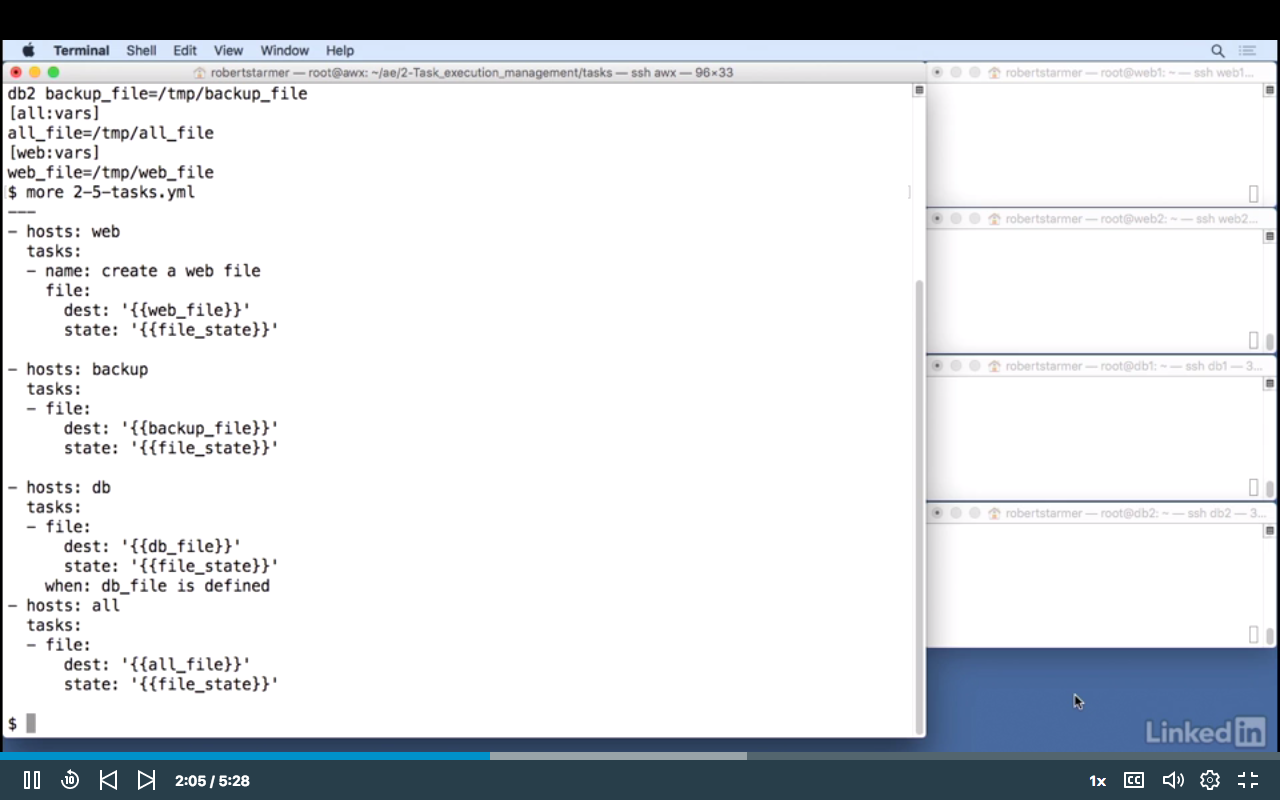 Terminal Shell Edit View Window Help
robertstarmer — root@awx: ~/ae/2-Task_execution_management/tasks — ssh awx — 96×33
db2 backup_file=/tmp/backup_file
[all:vars]
all_file=/tmp/all_file
[web:vars]
web_file=/tmp/web_file
$ more 2-5-tasks.yml
---
- hosts: web
  tasks:
  - name: create a web file
    file:
      dest: '{{web_file}}'
      state: '{{file_state}}'

- hosts: backup
  tasks:
  - file:
      dest: '{{backup_file}}'
      state: '{{file_state}}'

- hosts: db
  tasks:
  - file:
      dest: '{{db_file}}'
      state: '{{file_state}}'
    when: db_file is defined
- hosts: all
  tasks:
  - file:
      dest: '{{all_file}}'
      state: '{{file_state}}'

$
robertstarmer — root@web1: ~ — ssh web1...
robertstarmer — root@web2: ~ — ssh web2...
robertstarmer — root@db1: ~ — ssh db1 — 3...
robertstarmer — root@db2: ~ — ssh db2 — 3...
Linked in
10
2:05 / 5:28
1x
CC